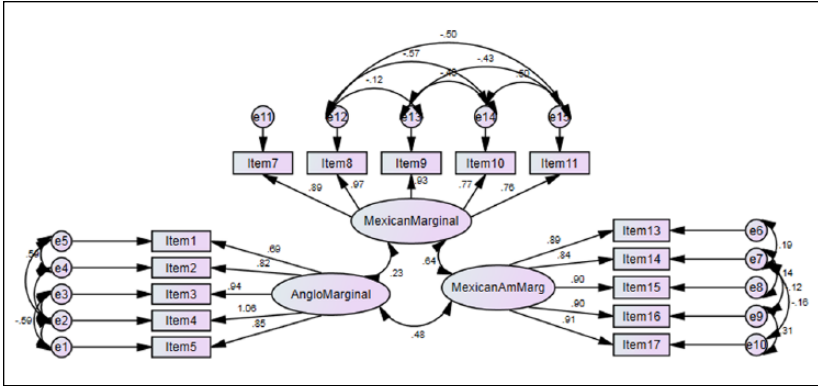 -.50
-.57
-.43
-.12
-.48
.50
e11 e12 e13 e14 e15
Item7 Item8 Item9 Item10 Item11
.89 .97 .93 .77 .76
MexicanMarginal
e5 Item1 .69
e4 Item2 .82
e3 Item3 .94
e2 Item4 1.06
e1 Item5 .85
.59
-.59
AngloMarginal
.23
.64
.48
MexicanAmMarg
.89 Item13 e6
.84 Item14 e7
.90 Item15 e8
.90 Item16 e9
.91 Item17 e10
.19
.14
.12
-.16
.31